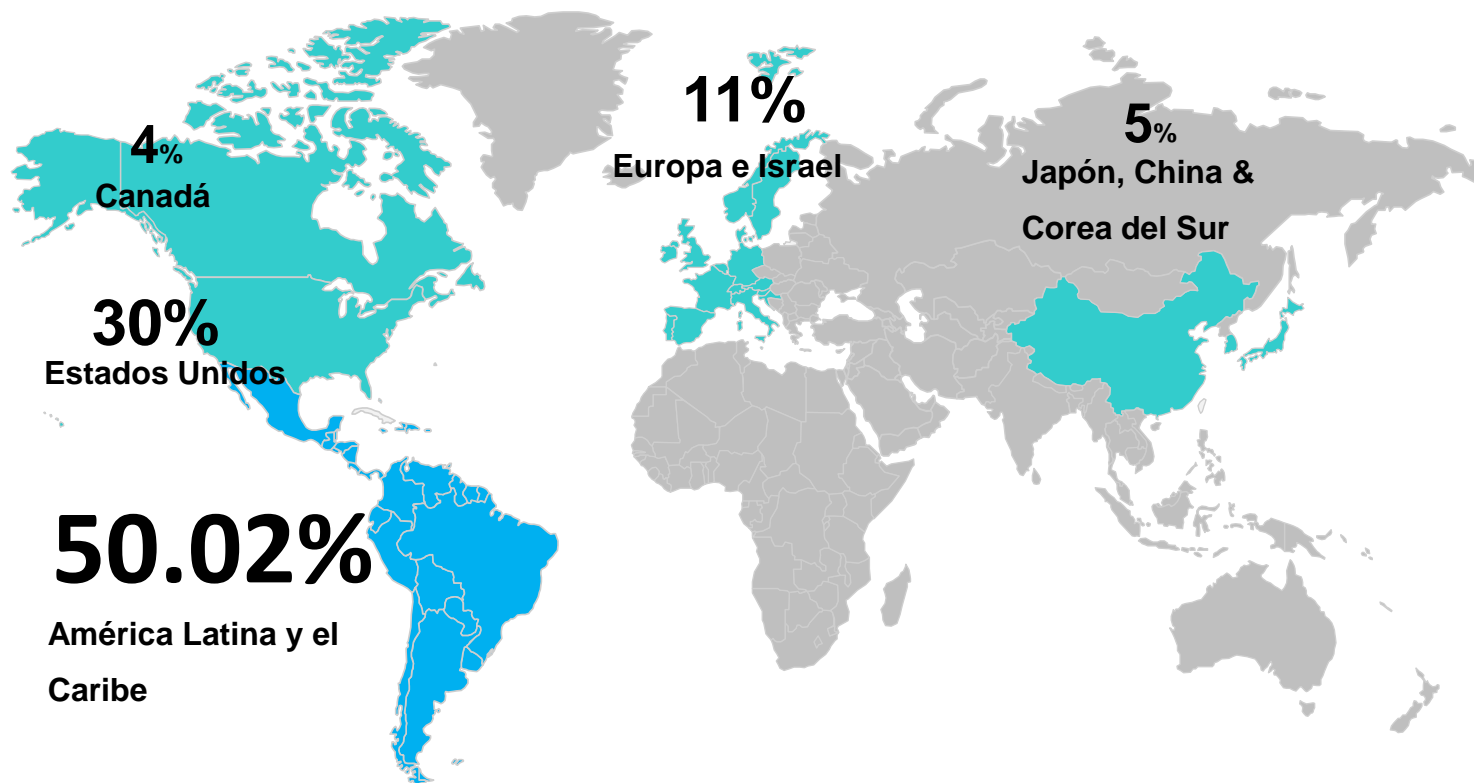 4%
Canadá
30%
Estados Unidos
50.02%
América Latina y el
Caribe
11%
Europa e Israel
5%
Japón, China &
Corea del Sur